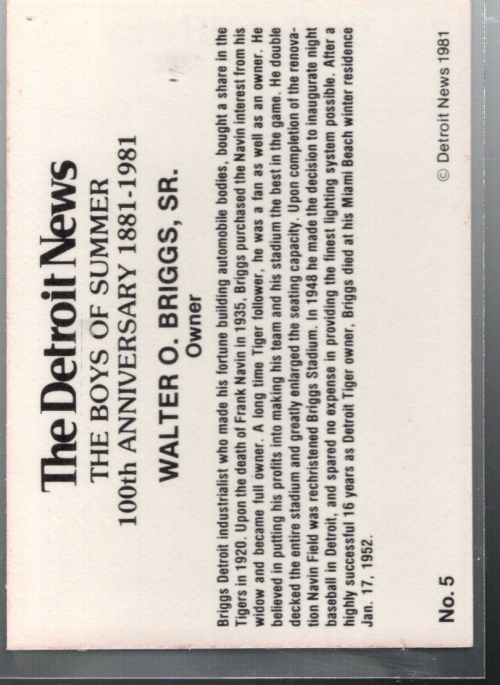 The Detroit News
THE BOYS OF SUMMER
100th ANNIVERSARY 1881-1981
WALTER O. BRIGGS, SR.
Owner
Briggs Detroit industrialist who made his fortune building automobile bodies, bought a share in the
Tigers in 1920. Upon the death of Frank Navin in 1935, Briggs purchased the Navin interest from his
widow and became full owner. A long time Tiger follower, he was a fan as well as an owner. He
believed in putting his profits into making his team and his stadium the best in the game. He double
decked the entire stadium and greatly enlarged the seating capacity. Upon completion of the renova-
tion Navin Field was rechristened Briggs Stadium. In 1948 he made the decision to inaugurate night
baseball in Detroit, and spared no expense in providing the finest lighting system possible. After a
highly successful 16 years as Detroit Tiger owner, Briggs died at his Miami Beach winter residence
Jan. 17, 1952.
No. 5
© Detroit News 1981